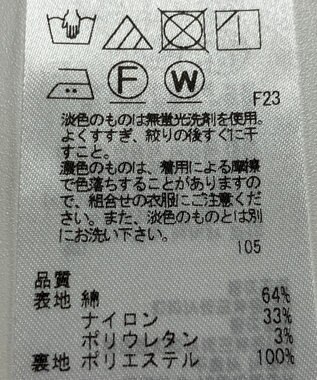 F W
F23
淡色のものは無蛍光洗剤を使用。
よくすすぎ、絞りの後すぐに干
すこと。
濃色のものは、着用による摩擦
で色落ちすることがありますの
で、組合せの衣服にご注意くだ
さい。また、淡色のものとは別
にお洗い下さい。
105
品質
表地 綿 64%
ナイロン 33%
ポリウレタン 3%
裏地 ポリエステル 100%